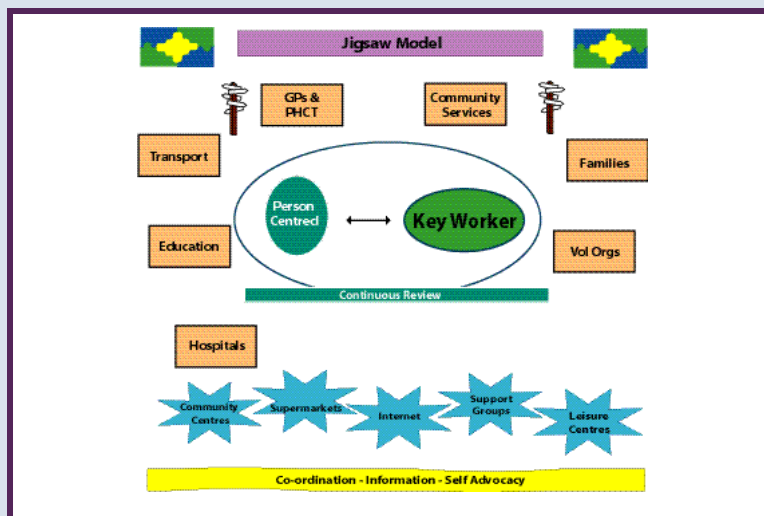 Jigsaw Model
GPs &
PHCT
Community
Services
Transport
Families
Person
Centred
Key Worker
Education
Vol Orgs
Continuous Review
Hospitals
Community
Centres
Supermarkets
Internet
Support
Groups
Leisure
Centres
Co-ordination - Information - Self Advocacy